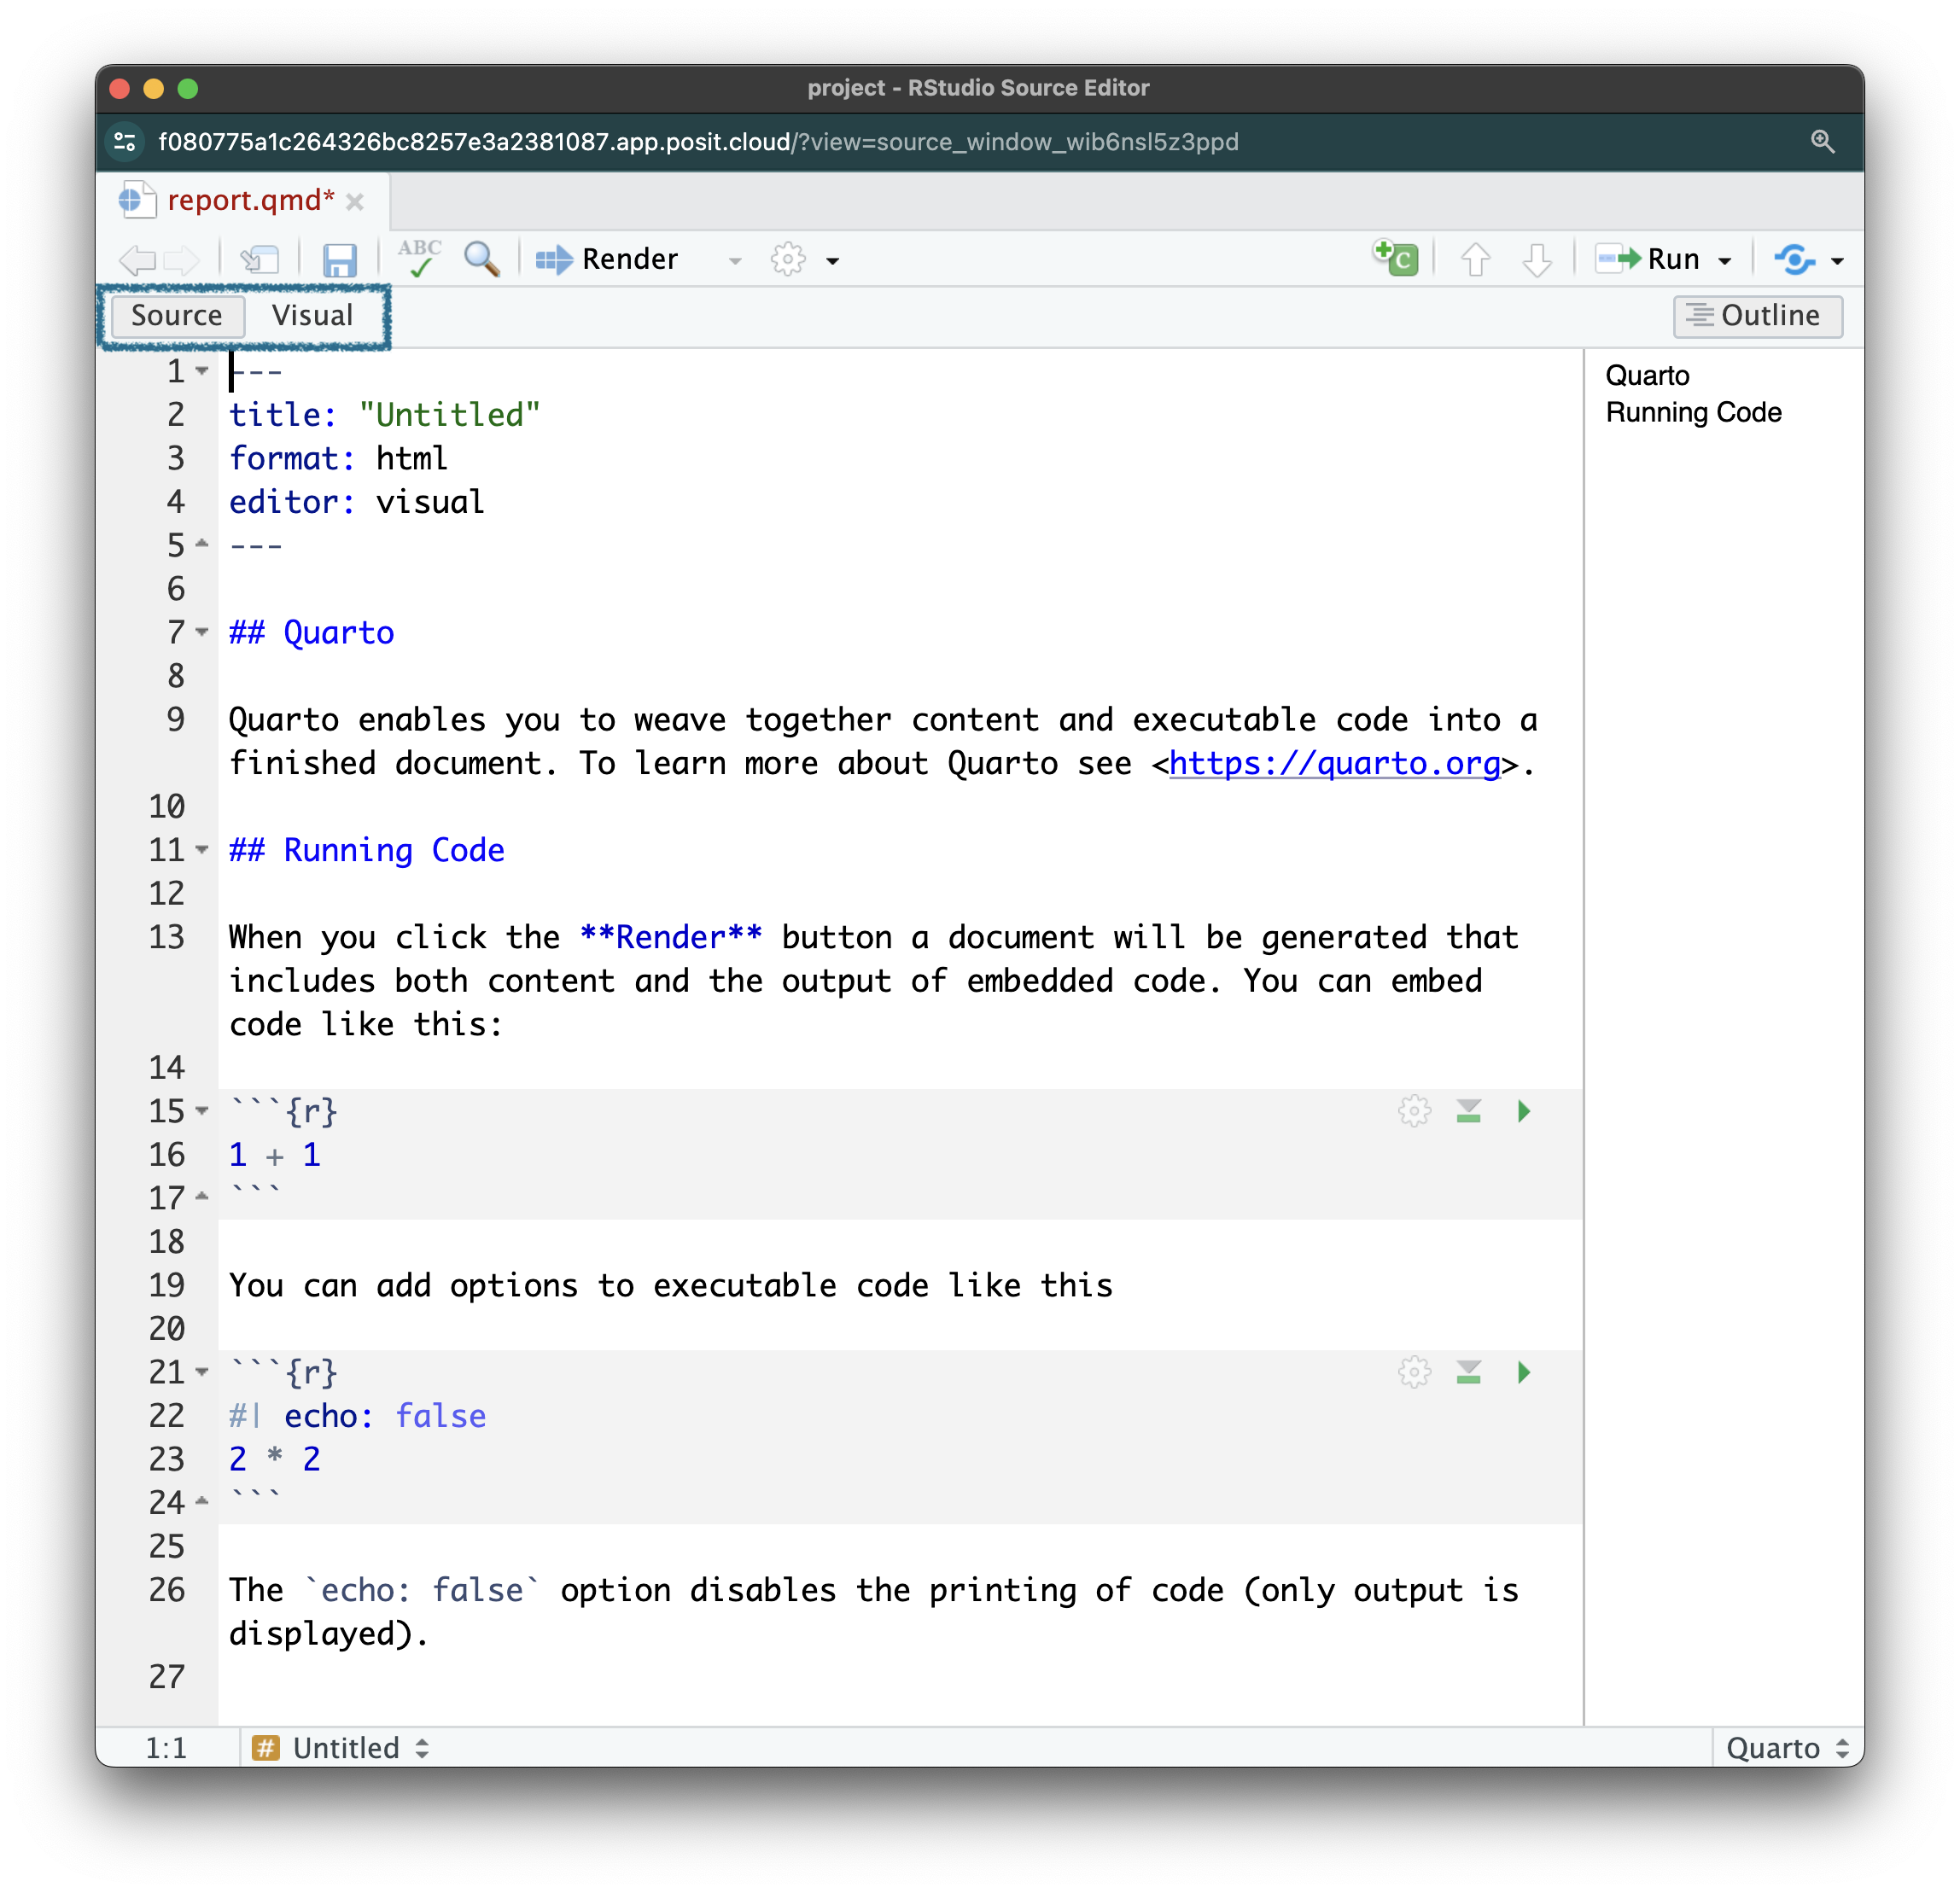 project - RStudio Source Editor
f080775a1c264326bc8257e3a2381087.app.posit.cloud/?view=source_window_wib6nsl5z3ppd
report.qmd*
ABC
Render
C
Run
Source
Visual
Outline
1 ---
2 title: "Untitled"
3 format: html
4 editor: visual
5 ---
6
7 ## Quarto
8
9 Quarto enables you to weave together content and executable code into a
finished document. To learn more about Quarto see <https://quarto.org>.
10
11 ## Running Code
12
13 When you click the **Render** button a document will be generated that
includes both content and the output of embedded code. You can embed
code like this:
14
15 ```{r}
16 1 + 1
17 ```
18
19 You can add options to executable code like this
20
21 ```{r}
22 #| echo: false
23 2 * 2
24 ```
25
26 The `echo: false` option disables the printing of code (only output is
displayed).
27
Quarto
Running Code
1:1
# Untitled
Quarto